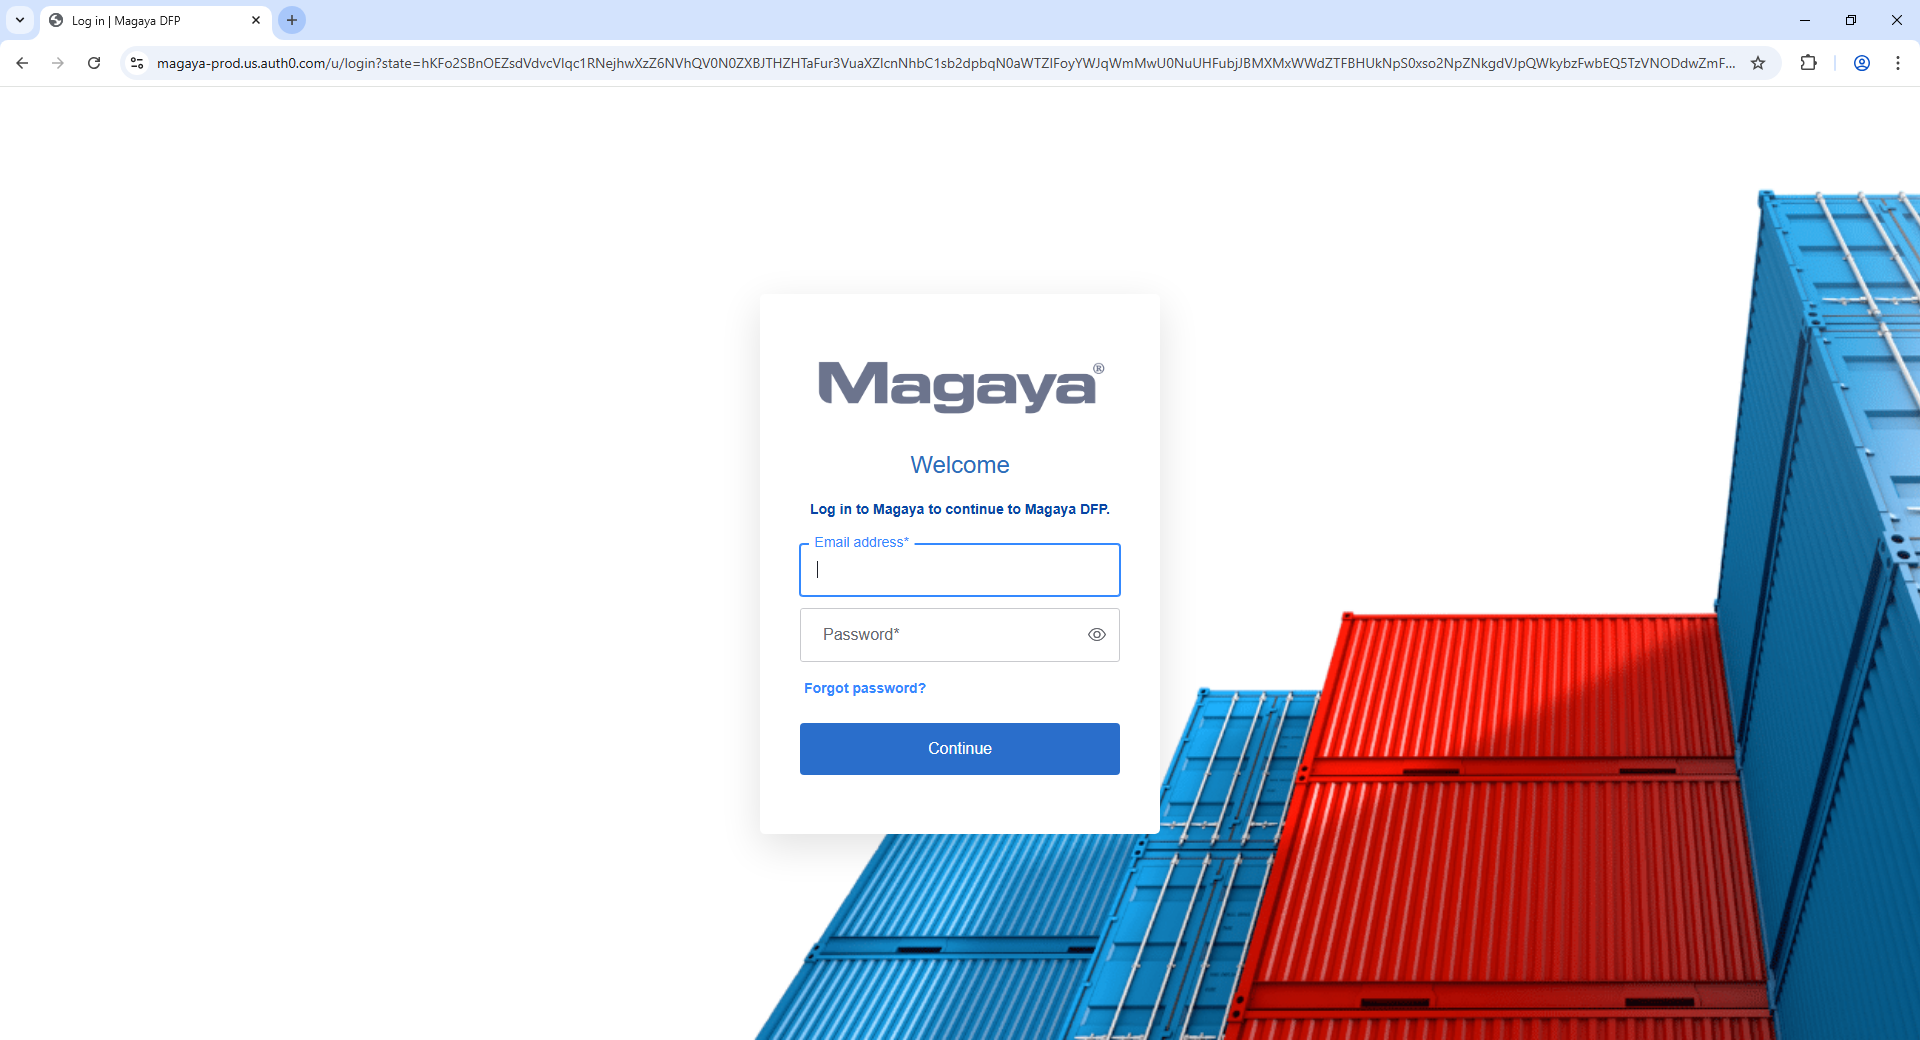 Log in | Magaya DFP
magaya-prod.us.auth0.com/u/login?state=hKFo2SBnOEZsdVdvcVlqc1RNejhwXzZ6NVhQV0N0ZXBJTHZHTaFur3VuaXZlcnNhbC1sb2dpbqN0aWTZIFoyYWJqWmMwU0NuUHFubjJBMXMxWWdZTFBHUkNpS0xso2NpZNkgdVJpQWkybzFwbEQ5TzVNODdwZmF...
Magaya®
Welcome
Log in to Magaya to continue to Magaya DFP.
Email address*
Password*
Forgot password?
Continue